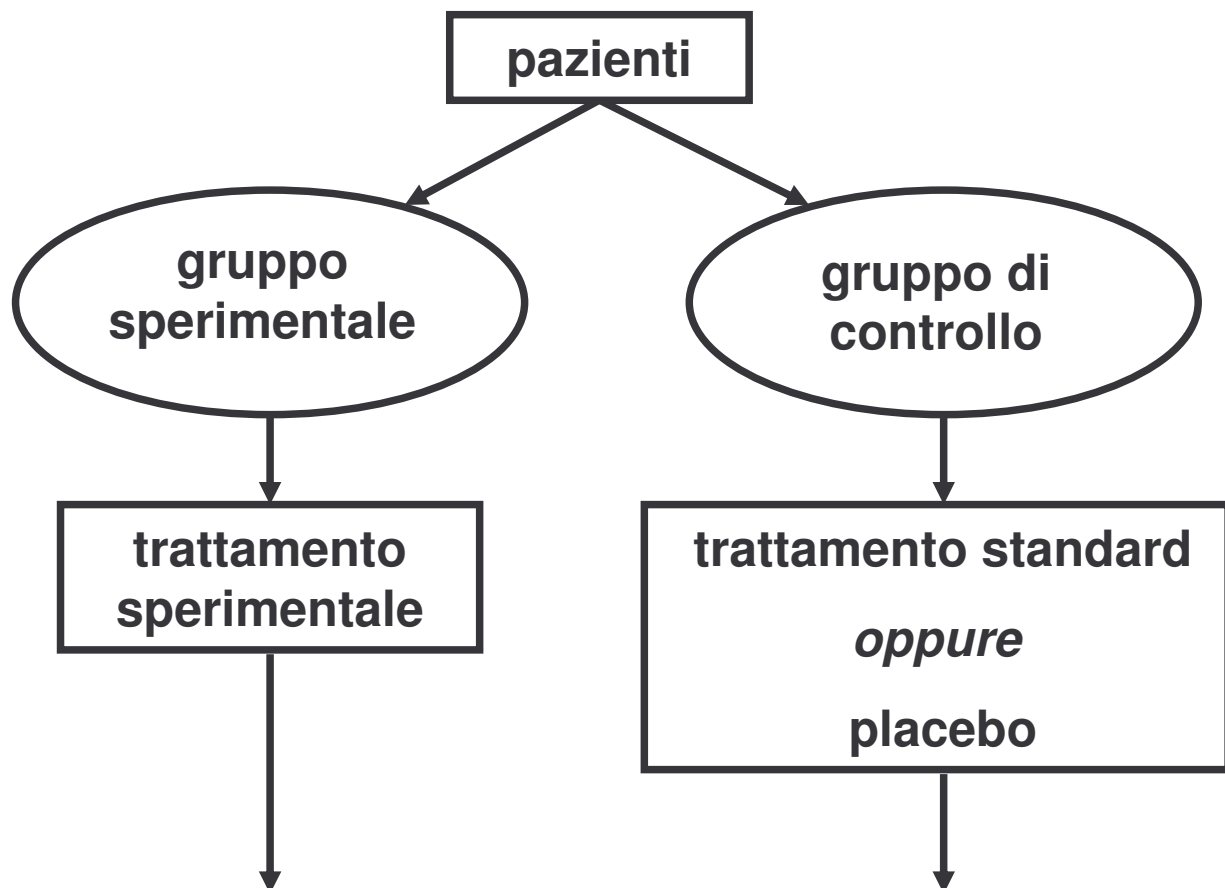 pazienti
gruppo
sperimentale
gruppo di
controllo
trattamento
sperimentale
trattamento standard
oppure
placebo